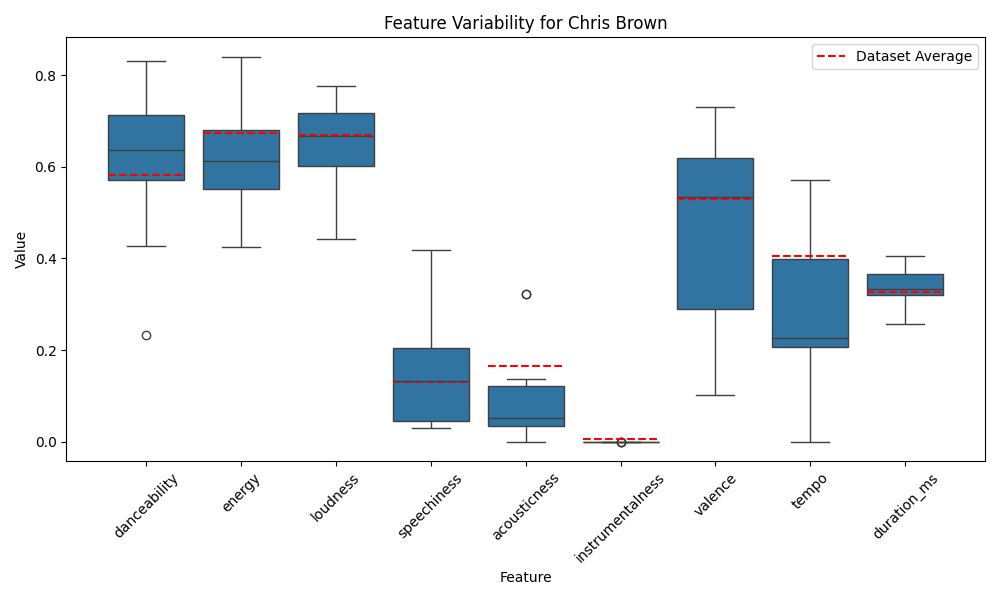 Feature Variability for Chris Brown
Dataset Average
Value
0.8
0.6
0.4
0.2
0.0
danceability
energy
loudness
speechiness
acousticness
instrumentalness
valence
tempo
duration_ms
Feature